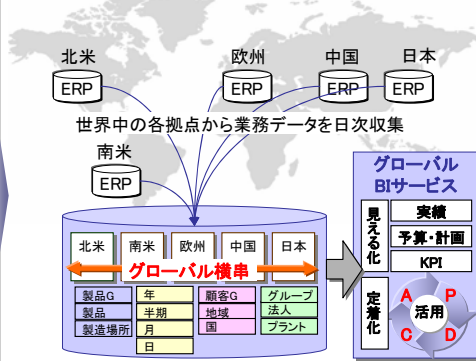 北米
欧州
中国
日本
ERP
ERP
ERP
ERP
世界中の各拠点から業務データを日次収集
南米
ERP
北米
南米
欧州
中国
日本
グローバル横串
製品G
製品
製造場所
年
半期
月
日
顧客G
地域
国
グループ
法人
プラント
グローバル
BIサービス
見える化
実績
予算・計画
KPI
定着化
A
P
活用
C
D